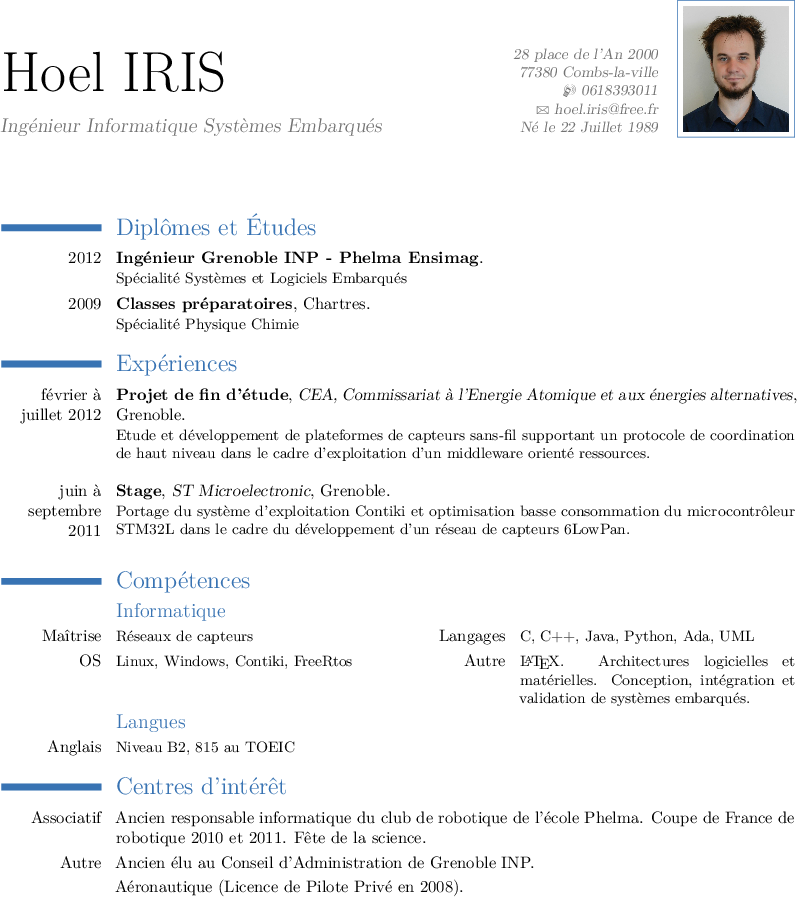 Hoel IRIS
Ingénieur Informatique Systèmes Embarqués
28 place de l'An 2000
77380 Combs-la-ville
0618393011
hoel.iris@free.fr
Né le 22 Juillet 1989
Diplômes et Études
2012 Ingénieur Grenoble INP - Phelma Ensimag.
Spécialité Systèmes et Logiciels Embarqués
2009 Classes préparatoires, Chartres.
Spécialité Physique Chimie
Expériences
février à Projet de fin d'étude, CEA, Commissariat à l'Energie Atomique et aux énergies alternatives,
juillet 2012 Grenoble.
Etude et développement de plateformes de capteurs sans-fil supportant un protocole de coordination
de haut niveau dans le cadre d'exploitation d'un middleware orienté ressources.
juin à Stage, ST Microelectronic, Grenoble.
septembre Portage du système d'exploitation Contiki et optimisation basse consommation du microcontrôleur
2011 STM32L dans le cadre du développement d'un réseau de capteurs 6LowPan.
Compétences
Informatique
Maîtrise Réseaux de capteurs Langages C, C++, Java, Python, Ada, UML
OS Linux, Windows, Contiki, FreeRtos Autre LATEX. Architectures logicielles et
matérielles. Conception, intégration et
validation de systèmes embarqués.
Langues
Anglais Niveau B2, 815 au TOEIC
Centres d'intérêt
Associatif Ancien responsable informatique du club de robotique de l'école Phelma. Coupe de France de
robotique 2010 et 2011. Fête de la science.
Autre Ancien élu au Conseil d'Administration de Grenoble INP.
Aéronautique (Licence de Pilote Privé en 2008).